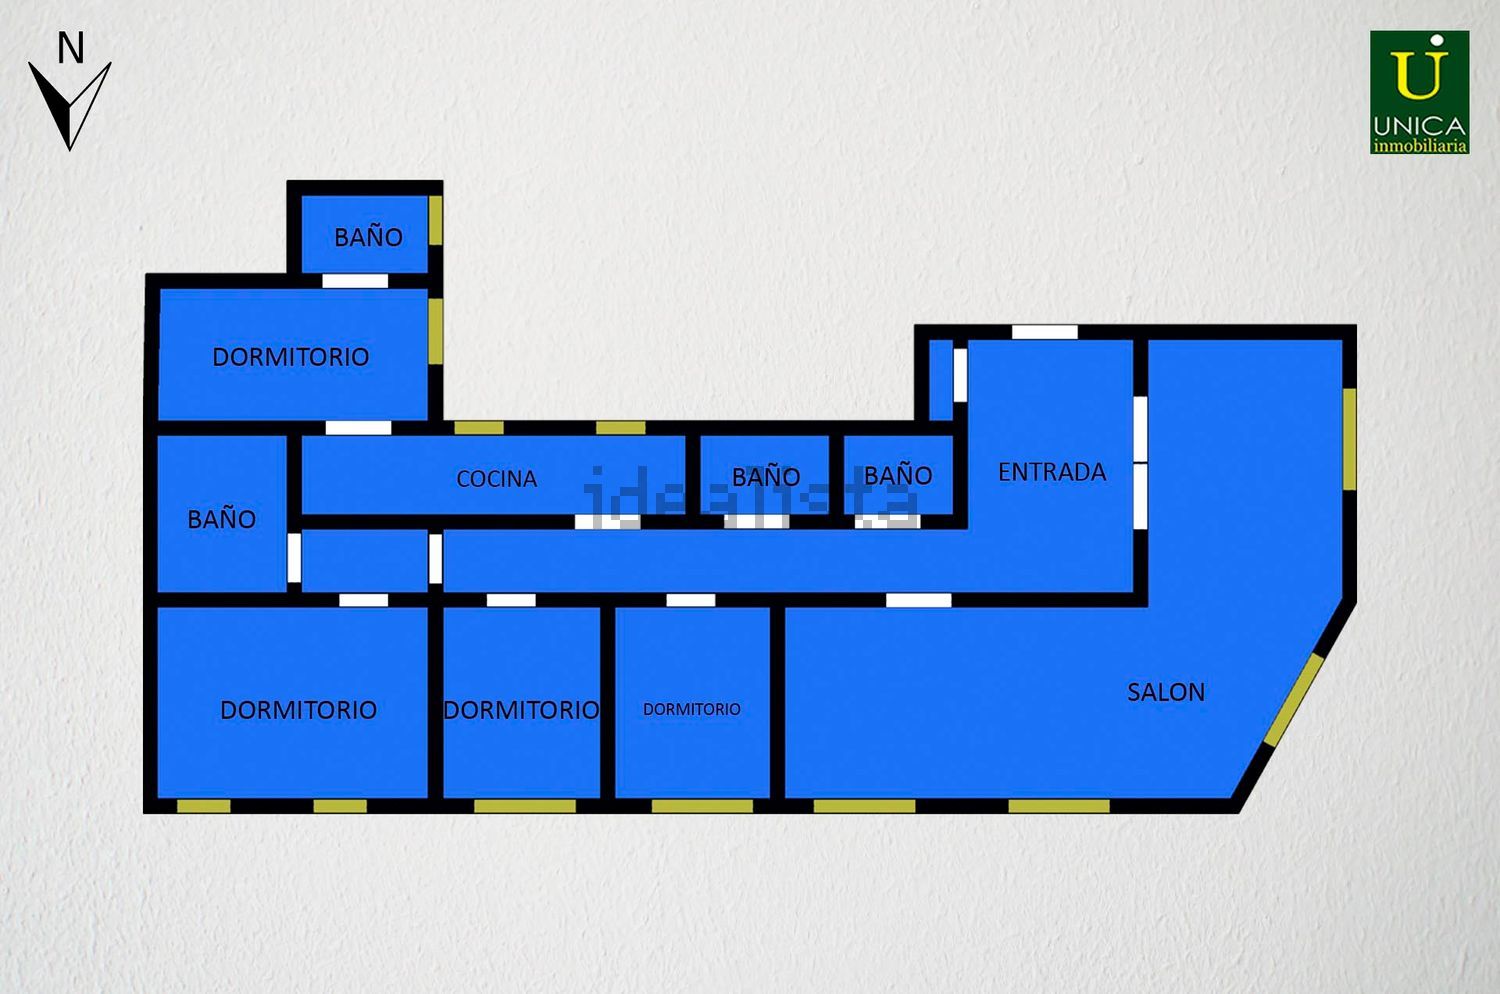 N
U
UNICA
inmobiliaria
BAÑO
DORMITORIO
COCINA
BAÑO
BAÑO
ENTRADA
BAÑO
idealista
DORMITORIO
DORMITORIO
DORMITORIO
SALON